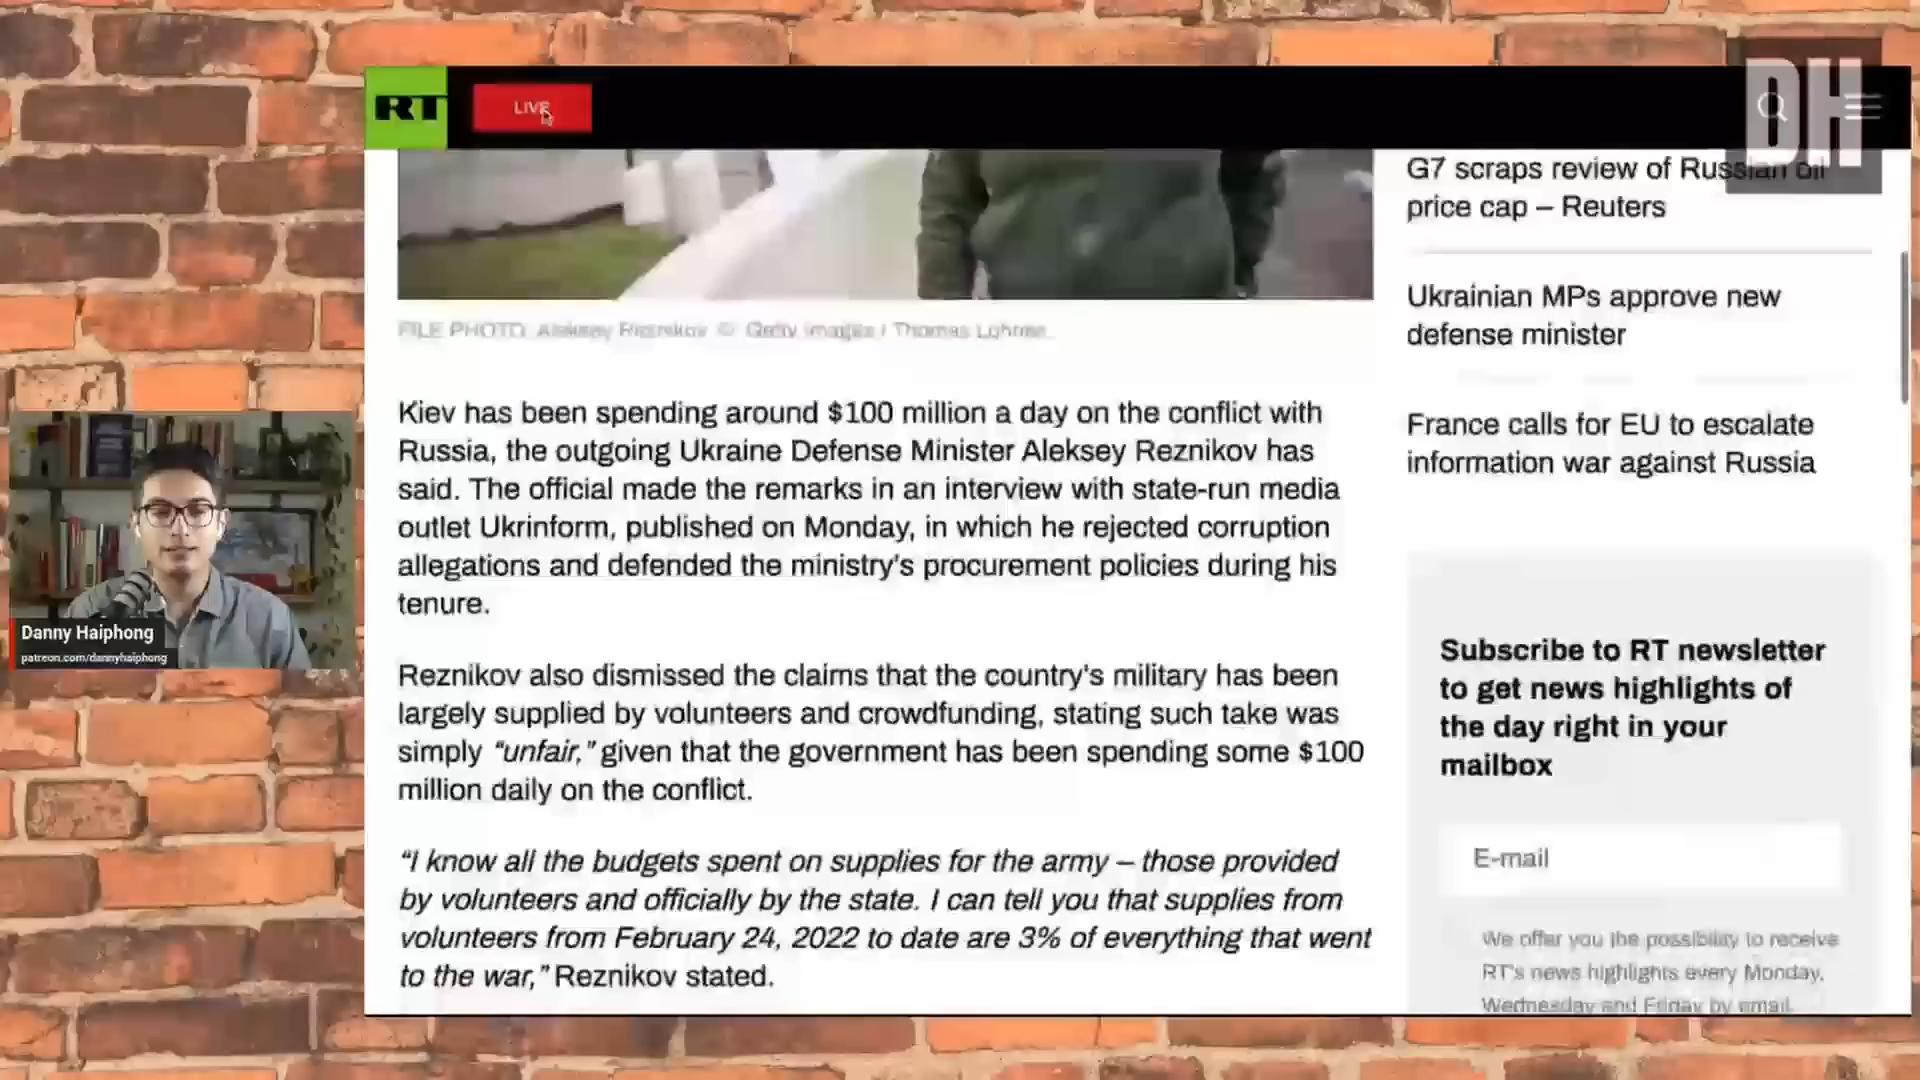 RT
LIVE
DH
G7 scraps review of Russian oil
price cap – Reuters
Ukrainian MPs approve new
defense minister
France calls for EU to escalate
information war against Russia
FILE PHOTO: Aleksey Reznikov © Getty Images / Thomas Lohnes
Kiev has been spending around $100 million a day on the conflict with
Russia, the outgoing Ukraine Defense Minister Aleksey Reznikov has
said. The official made the remarks in an interview with state-run media
outlet Ukrinform, published on Monday, in which he rejected corruption
allegations and defended the ministry's procurement policies during his
tenure.
Reznikov also dismissed the claims that the country's military has been
largely supplied by volunteers and crowdfunding, stating such take was
simply “unfair,” given that the government has been spending some $100
million daily on the conflict.
“I know all the budgets spent on supplies for the army – those provided
by volunteers and officially by the state. I can tell you that supplies from
volunteers from February 24, 2022 to date are 3% of everything that went
to the war,” Reznikov stated.
Subscribe to RT newsletter
to get news highlights of
the day right in your
mailbox
E-mail
We offer you the possibility to receive
RT's news highlights every Monday,
Wednesday and Friday by email.
Danny Haiphong
patreon.com/dannyhaiphong